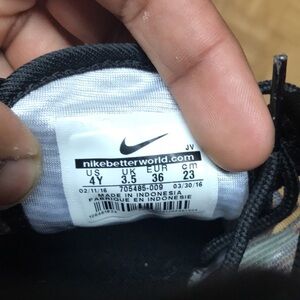 JV
nikebetterworld.com
US UK EUR cm
4Y 3.5 36 23
02/11/16 705485-009 03/30/16
MADE IN INDONESIA
FABRIQUE EN INDONESIE